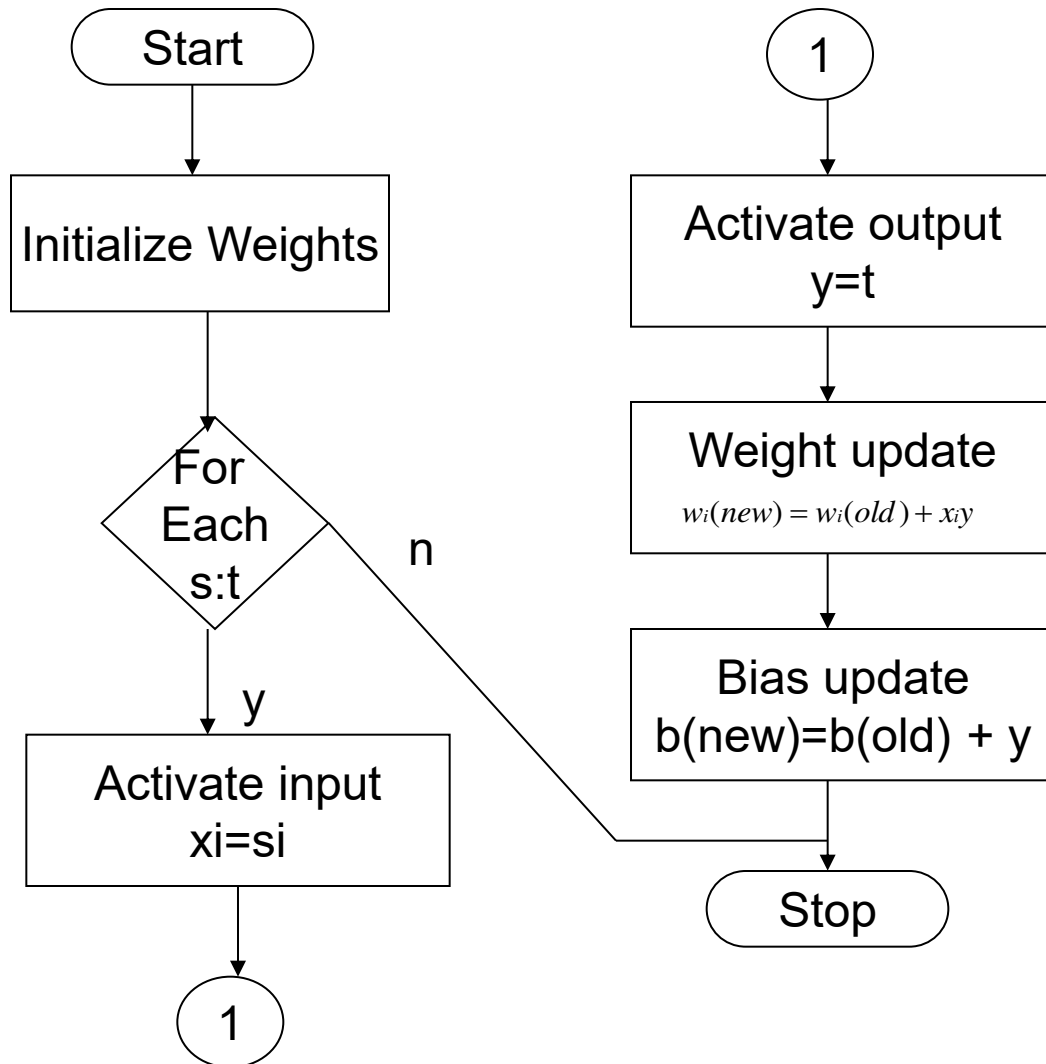 Start
Initialize Weights
For
Each
s:t
n
y
Activate input
xi=si
1
1
Activate output
y=t
Weight update
wᵢ(new) = wᵢ(old) + xᵢy
Bias update
b(new)=b(old) + y
Stop